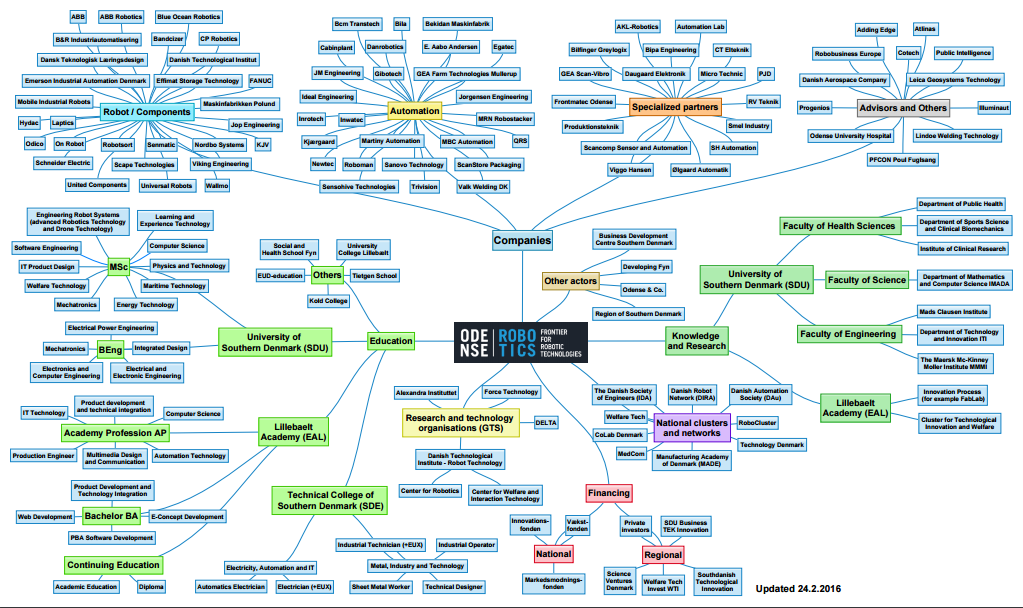 ABB
ABB Robotics
Blue Ocean Robotics
B&R Industriautomatisering
Bandcizer
CP Robotics
Dansk Teknologisk Læringsdesign
Danish Technological Institut
Emerson Industrial Automation Denmark
Effimat Storage Technology
FANUC
Mobile Industrial Robots
Robot / Components
Maskinfabrikken Polund
Hydac
Laptics
Jop Engineering
Odico
On Robot
Robotsort
Senmatic
Nordbo Systems
KJV
Schneider Electric
Scape Technologies
Viking Engineering
United Components
Universal Robots
Wallmo
Bcm Transtech
Bila
Bekidan Maskinfabrik
Cabinplant
Danrobotics
E. Aabo Andersen
Egatec
JM Engineering
Gibotech
GEA Farm Technologies Mullerup
Ideal Engineering
Automation
Jorgensen Engineering
Inrotech
Inwatec
MRN Robostacker
Kjærgaard
Martiny Automation
MBC Automation
QRS
Newtec
Roboman
Sanovo Technology
ScanStore Packaging
Sensohive Technologies
Trivision
Valk Welding DK
AKL-Robotics
Automation Lab
Bilfinger Greylogix
Bipa Engineering
CT Elteknik
GEA Scan-Vibro
Daugaard Elektronik
Micro Technic
PJD
Frontmatec Odense
Specialized partners
RV Teknik
Produktionsteknik
Smel Industry
Scancomp Sensor and Automation
SH Automation
Viggo Hansen
Ølgaard Automatik
Adding Edge
Attinas
Robobusiness Europe
Cotech
Public Intelligence
Danish Aerospace Company
Leica Geosystems Technology
Progenios
Advisors and Others
Illuminaut
Odense University Hospital
Lindoe Welding Technology
PFCON Poul Fuglsang
Companies
Engineering Robot Systems
(advanced Robotics Technology
and Drone Technology)
Learning and
Experience Technology
Software Engineering
Computer Science
IT Product Design
MSc
Physics and Technology
Welfare Technology
Maritime Technology
Mechatronics
Energy Technology
Electrical Power Engineering
Mechatronics
BEng
Integrated Design
Electronics and
Computer Engineering
Electrical and
Electronic Engineering
University of
Southern Denmark (SDU)
Social and
Health School Fyn
University
College Lillebælt
EUD-education
Others
Tietgen School
Kold College
Education
Business Development
Centre Southern Denmark
Other actors
Developing Fyn
Odense & Co.
Region of Southern Denmark
ODE
NSE
ROBO
TICS
FRONTIER
FOR
ROBOTIC
TECHNOLOGIES
Knowledge
and Research
University of
Southern Denmark (SDU)
Faculty of Health Sciences
Department of Public Health
Department of Sports Science
and Clinical Biomechanics
Institute of Clinical Research
Faculty of Science
Department of Mathematics
and Computer Science IMADA
Faculty of Engineering
Mads Clausen Institute
Department of Technology
and Innovation ITI
The Maersk Mc-Kinney
Moller Institute MMMI
Lillebaelt
Academy (EAL)
Innovation Process
(for example FabLab)
Cluster for Technological
Innovation and Welfare
IT Technology
Product development
and technical integration
Computer Science
Academy Profession AP
Production Engineer
Multimedia Design
and Communication
Automation Technology
Lillebaelt
Academy (EAL)
Product Development and
Technology Integration
Web Development
Bachelor BA
E-Concept Development
PBA Software Development
Continuing Education
Academic Education
Diploma
Technical College of
Southern Denmark (SDE)
Electricity, Automation and IT
Automatics Electrician
Electrician (+EUX)
Industrial Technician (+EUX)
Industrial Operator
Metal, Industry and Technology
Sheet Metal Worker
Technical Designer
Alexandra Instituttet
Force Technology
Research and technology
organisations (GTS)
DELTA
Danish Technological
Institute - Robot Technology
Center for Robotics
Center for Welfare and
Interaction Technology
The Danish Society
of Engineers (IDA)
Danish Robot
Network (DIRA)
Danish Automation
Society (DAu)
Welfare Tech
National clusters
and networks
RoboCluster
CoLab Denmark
MedCom
Manufacturing Academy
of Denmark (MADE)
Technology Denmark
Financing
Innovations-
fonden
Vækst-
fonden
National
Markedsmodnings-
fonden
Private
investors
SDU Business
TEK Innovation
Regional
Science
Ventures
Denmark
Welfare Tech
Invest WTI
Southdanish
Technological
Innovation
Updated 24.2.2016